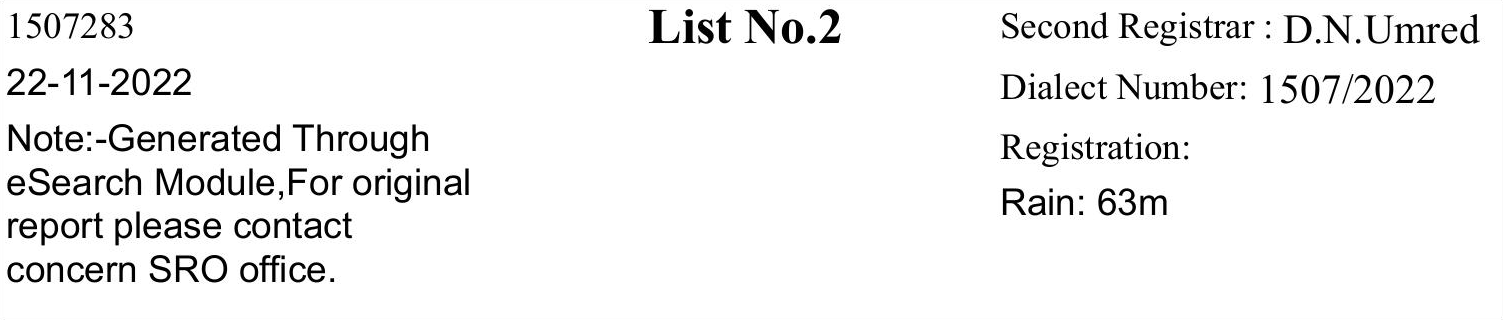 1507283
22-11-2022
Note:-Generated Through
eSearch Module,For original
report please contact
concern SRO office.
List No.2
Second Registrar : D.N.Umred
Dialect Number: 1507/2022
Registration:
Rain: 63m